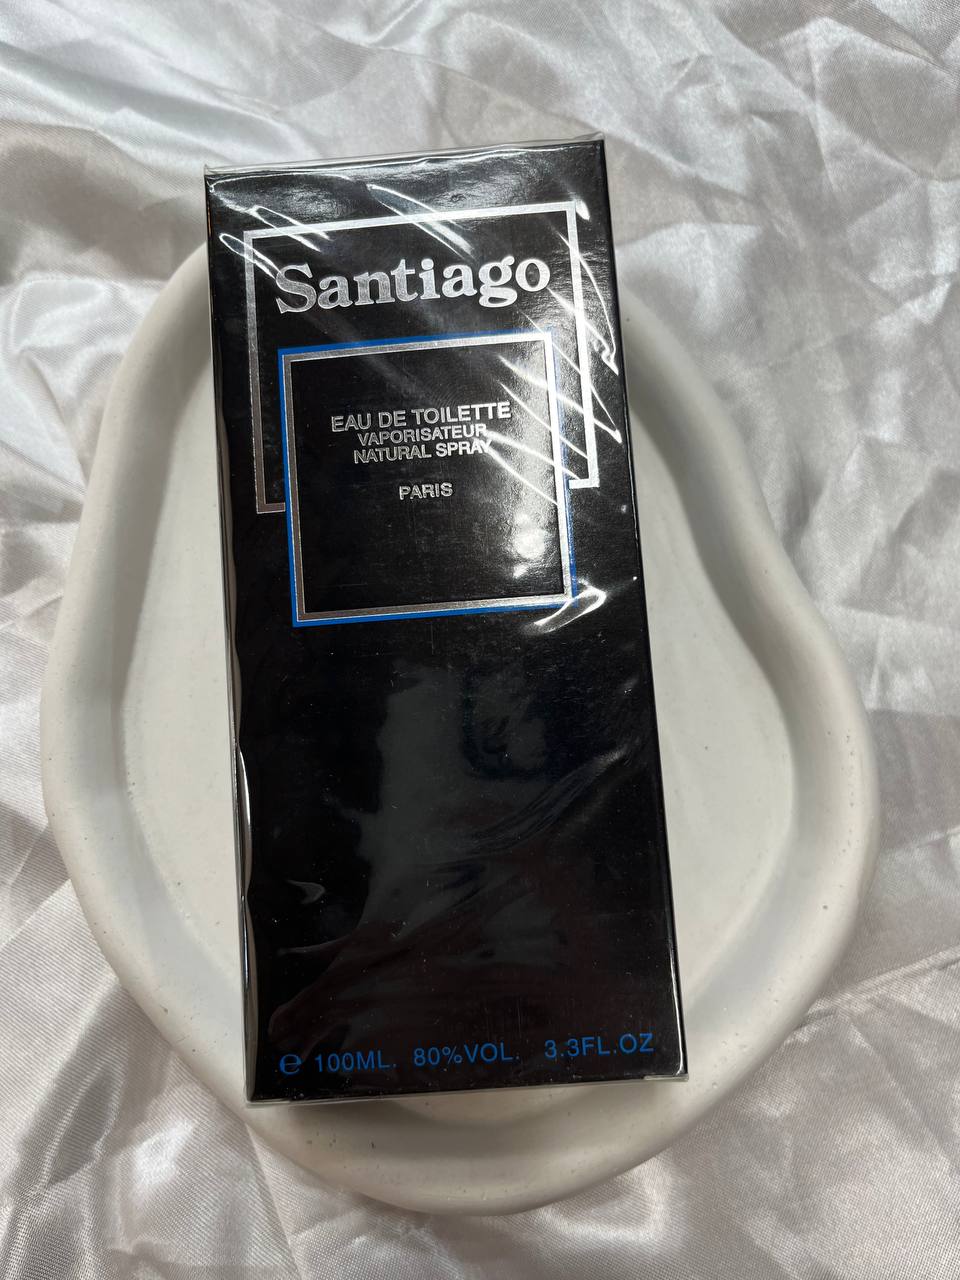 Santiago
EAU DE TOILETTE
VAPORISATEUR
NATURAL SPRAY
PARIS
℮ 100ML. 80%VOL. 3.3FL.OZ